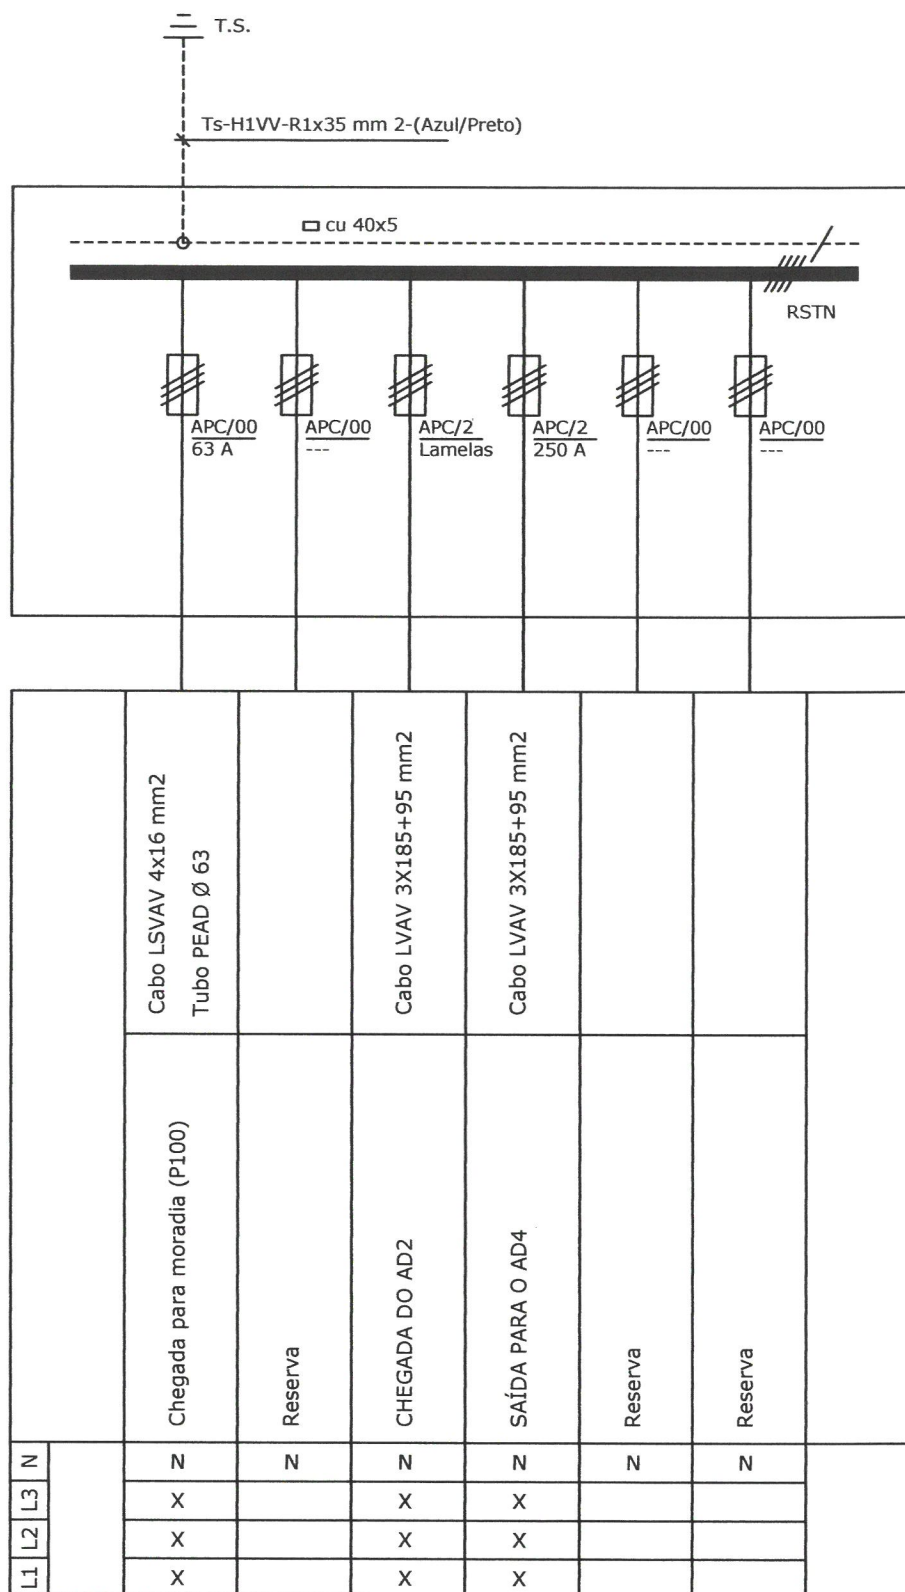 T.S.
Ts-H1VV-R1x35 mm 2-(Azul/Preto)
cu 40x5
RSTN
APC/00
63 A
APC/00
---
APC/2
Lamelas
APC/2
250 A
APC/00
---
APC/00
---
Cabo LSVAV 4x16 mm2
Tubo PEAD Ø 63
Cabo LVAV 3X185+95 mm2
Cabo LVAV 3X185+95 mm2
Chegada para moradia (P100)
Reserva
CHEGADA DO AD2
SAÍDA PARA O AD4
Reserva
Reserva
N N N N N N N
L3 X X X
L2 X X X
L1 X X X